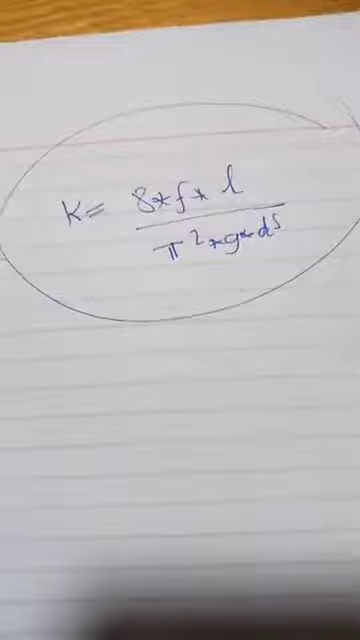 K = 8*f*l
π²*g*d⁵